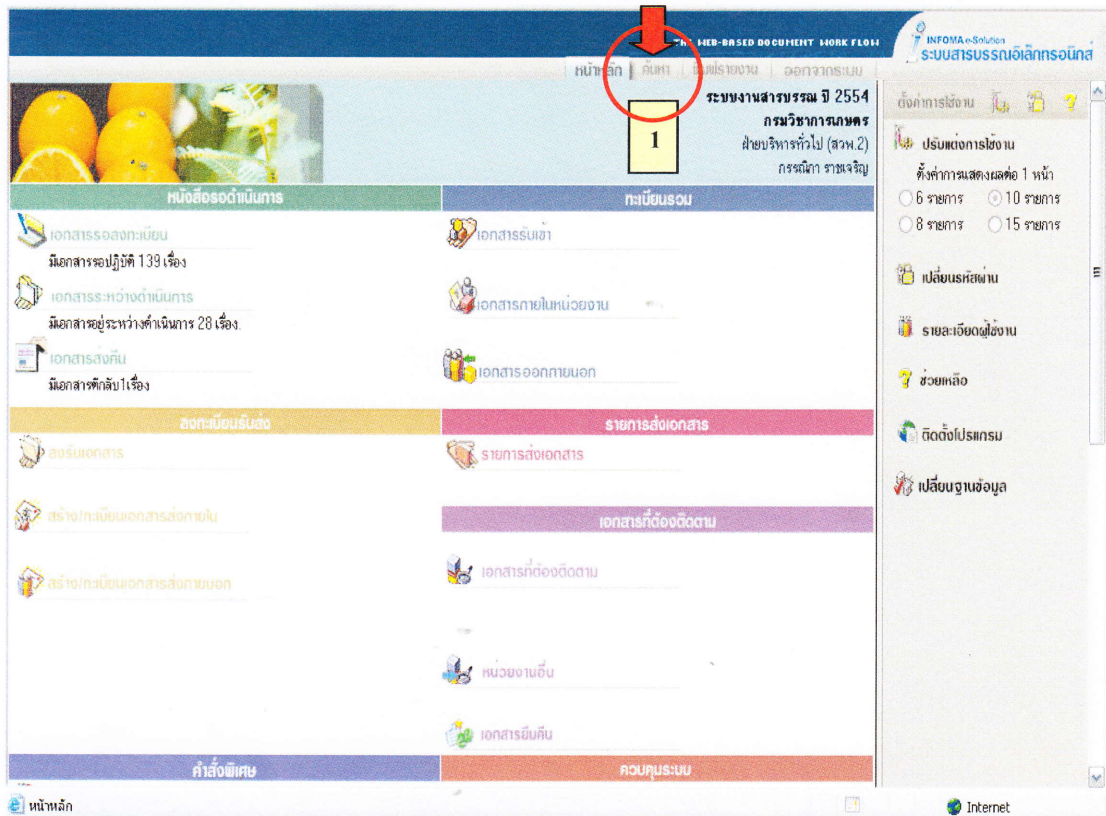 THE WEB-BASED DOCUMENT WORK FLOW
INFOMA e-Solution
ระบบสารบรรณอิเล็กทรอนิกส์
หน้าหลัก | ค้นหา | พิมพ์รายงาน | ออกจากระบบ
1
ระบบงานสารบรรณ ปี 2554
กรมวิชาการเกษตร
ฝ่ายบริหารทั่วไป (สวพ.2)
กรรณิกา ราชเจริญ
หนังสือรอดำเนินการ
เอกสารรอลงทะเบียน
มีเอกสารรอปฏิบัติ 139 เรื่อง
เอกสารระหว่างดำเนินการ
มีเอกสารอยู่ระหว่างดำเนินการ 28 เรื่อง
เอกสารส่งคืน
มีเอกสารตีกลับ 1 เรื่อง
ทะเบียนรวม
เอกสารรับเข้า
เอกสารภายในหน่วยงาน
เอกสารออกภายนอก
ลงทะเบียนรับส่ง
ลงรับเอกสาร
สร้าง/ทะเบียนเอกสารส่งภายใน
สร้าง/ทะเบียนเอกสารส่งภายนอก
รายการส่งเอกสาร
รายการส่งเอกสาร
เอกสารที่ต้องติดตาม
เอกสารที่ต้องติดตาม
หน่วยงานอื่น
เอกสารยืมคืน
คำสั่งพิเศษ
ควบคุมระบบ
ตั้งค่าการใช้งาน
ปรับแต่งการใช้งาน
ตั้งค่าการแสดงผลต่อ 1 หน้า
6 รายการ 10 รายการ
8 รายการ 15 รายการ
เปลี่ยนรหัสผ่าน
รายละเอียดผู้ใช้งาน
ช่วยเหลือ
ติดตั้งโปรแกรม
เปลี่ยนฐานข้อมูล
หน้าหลัก
Internet